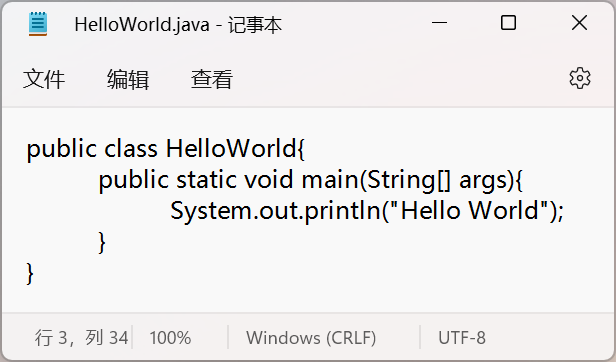 HelloWorld.java - 记事本
文件 编辑 查看
public class HelloWorld{
public static void main(String[] args){
System.out.println("Hello World");
}
}
行 3，列 34 100% Windows (CRLF) UTF-8